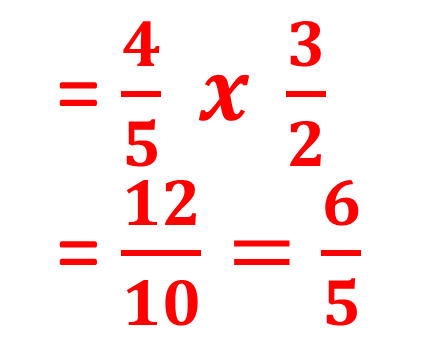 = 4/5 x 3/2
= 12/10 = 6/5